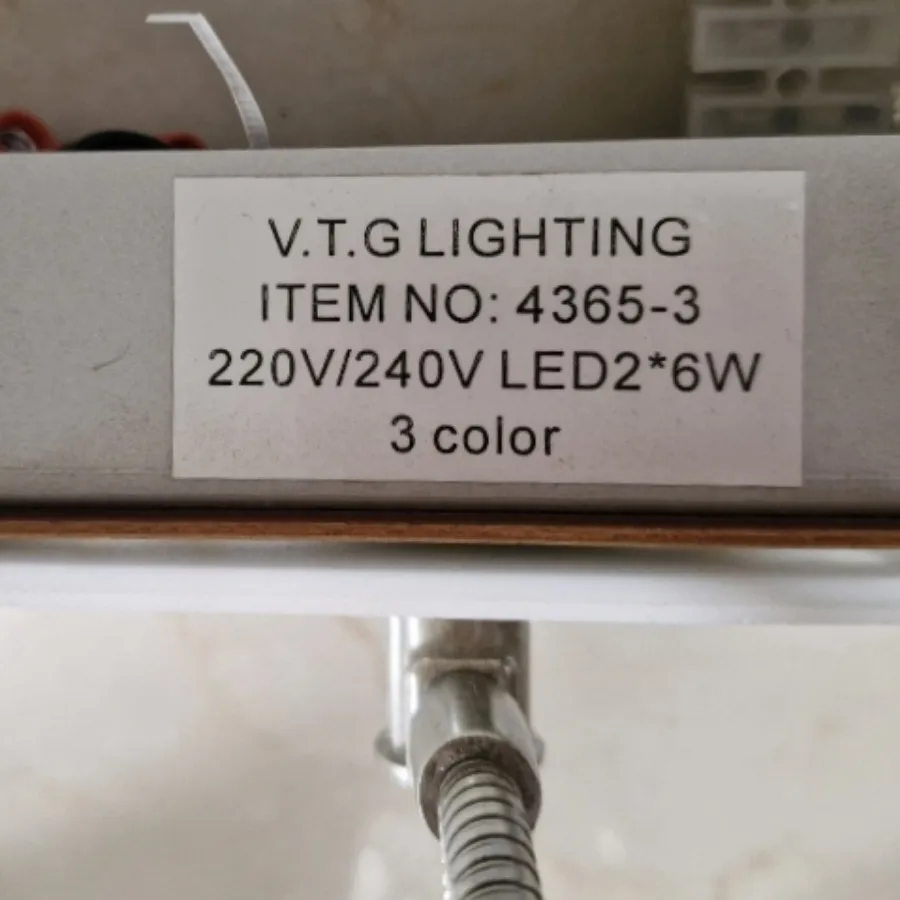 V.T.G LIGHTING
ITEM NO: 4365-3
220V/240V LED2*6W
3 color